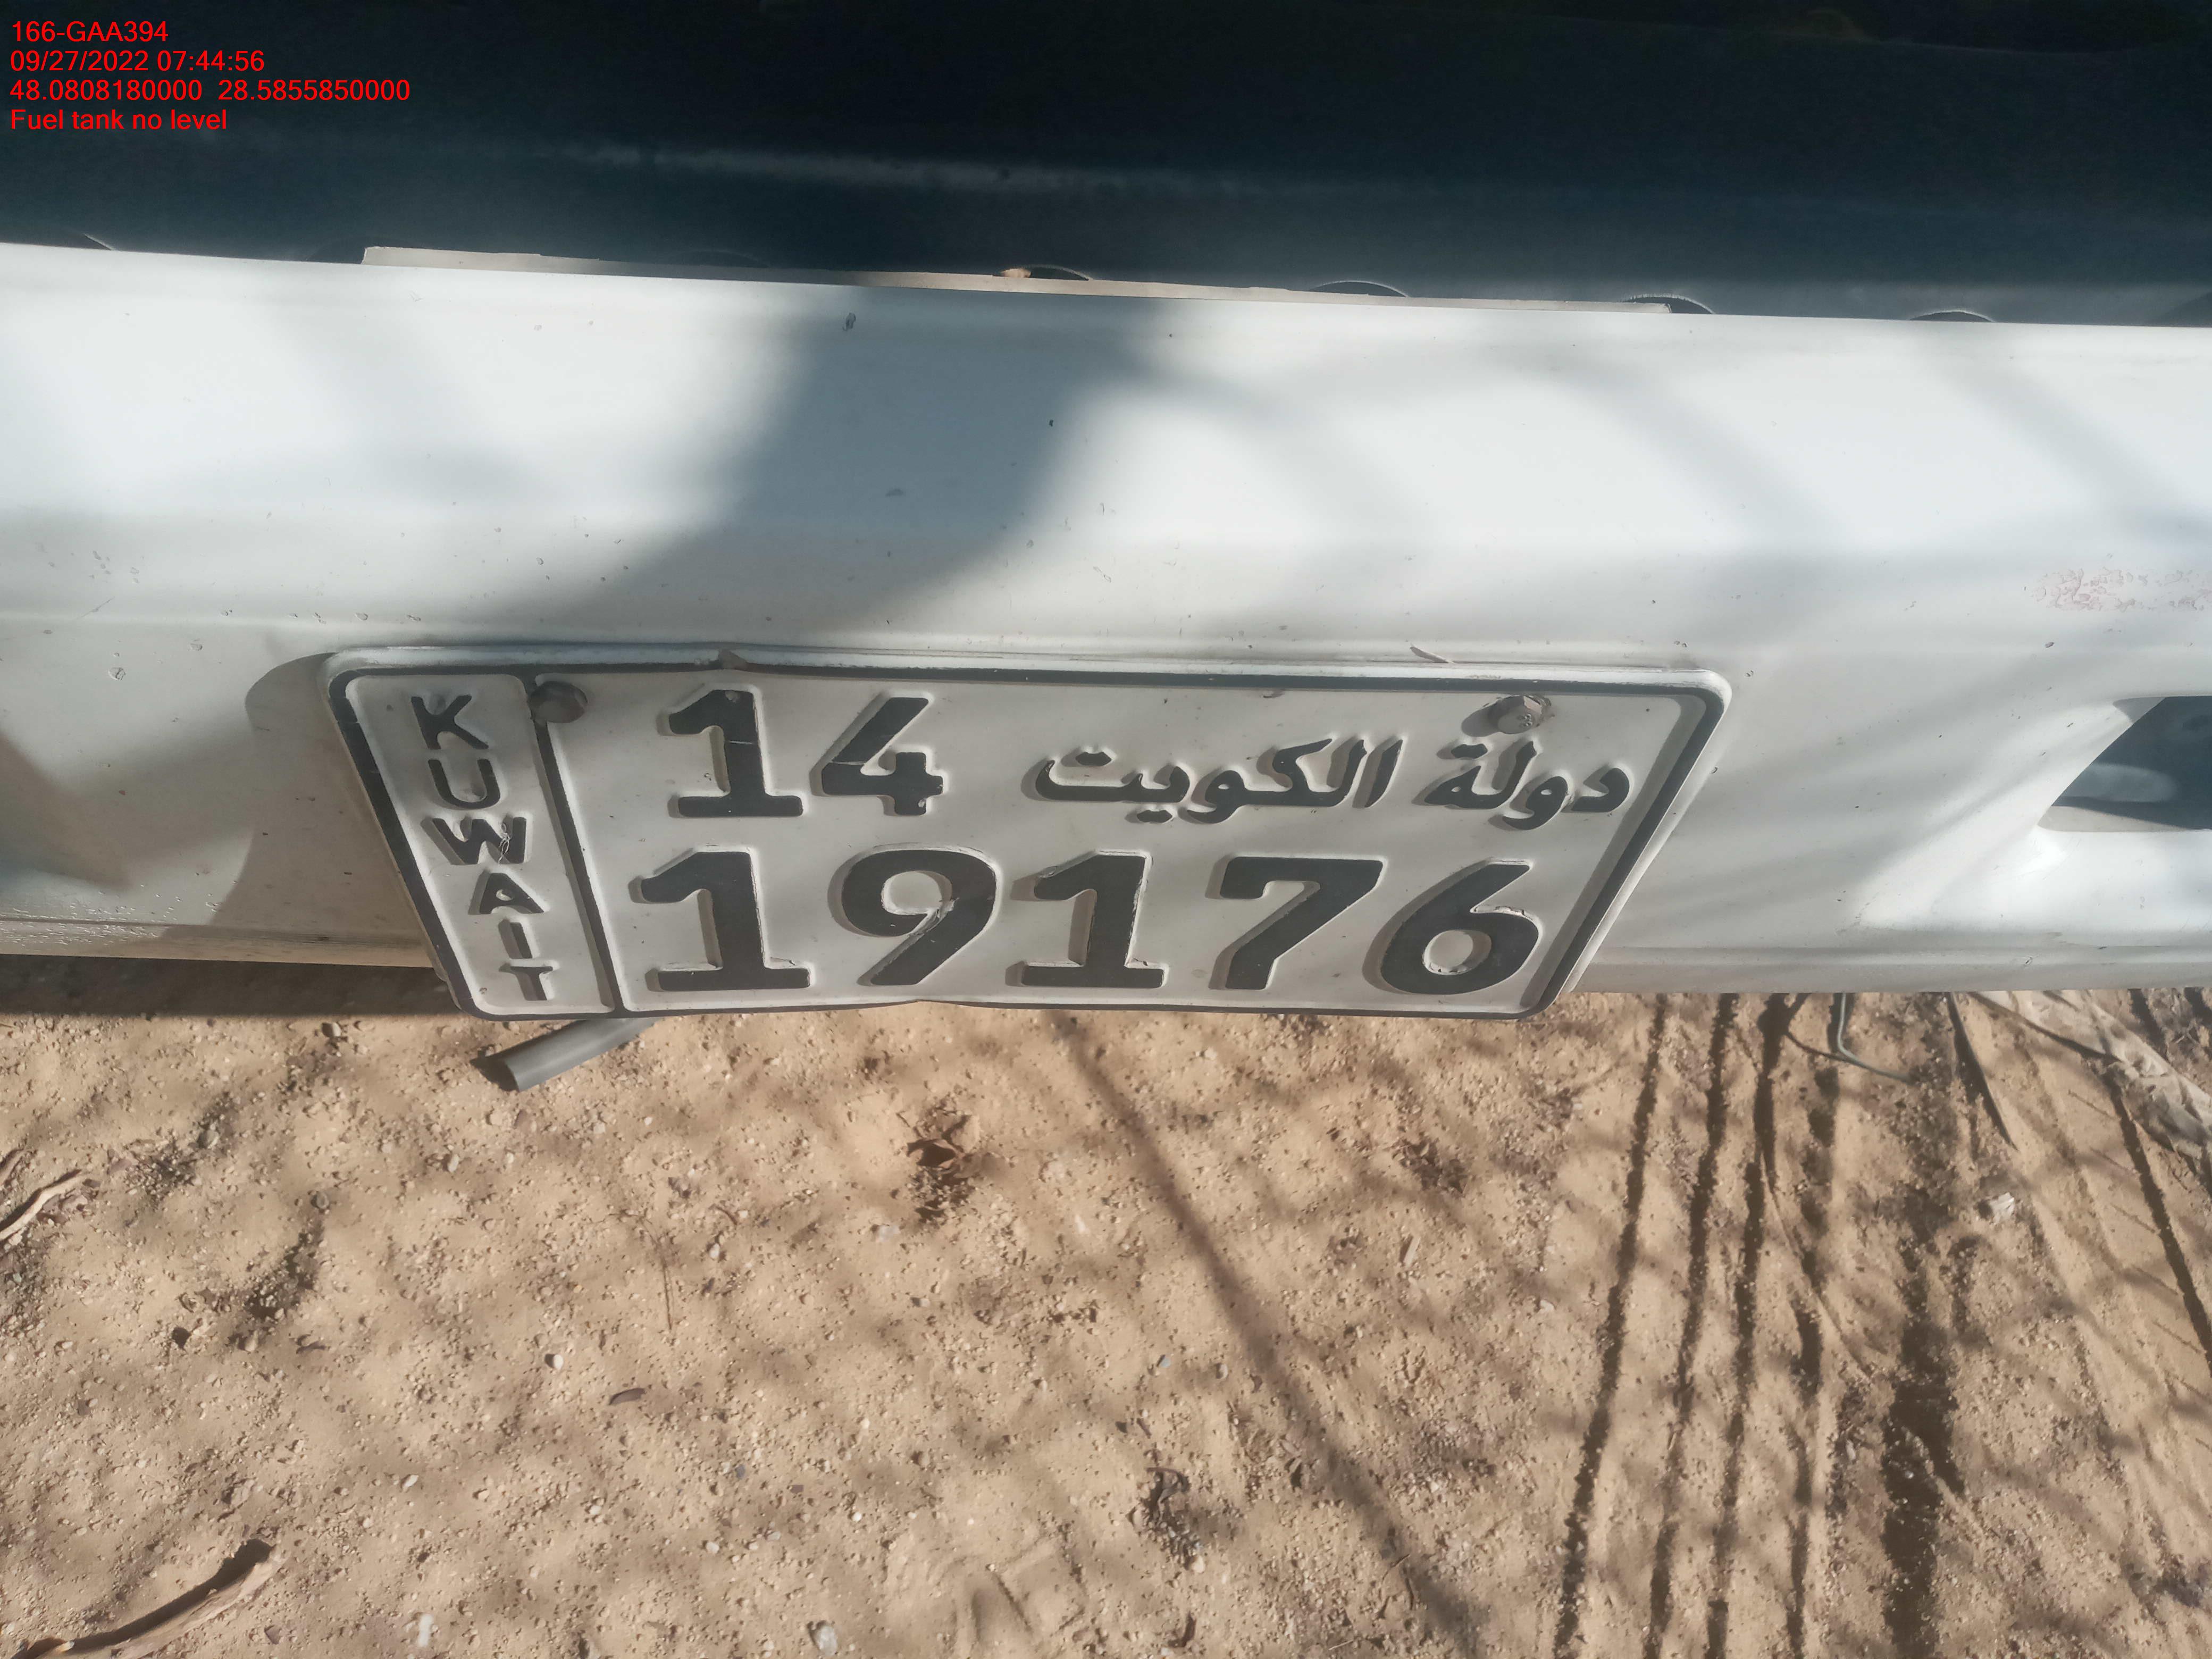 166-GAA394
09/27/2022 07:44:56
48.0808180000  28.5855850000
Fuel tank no level
KUWAIT
14 دولة الكويت
19176